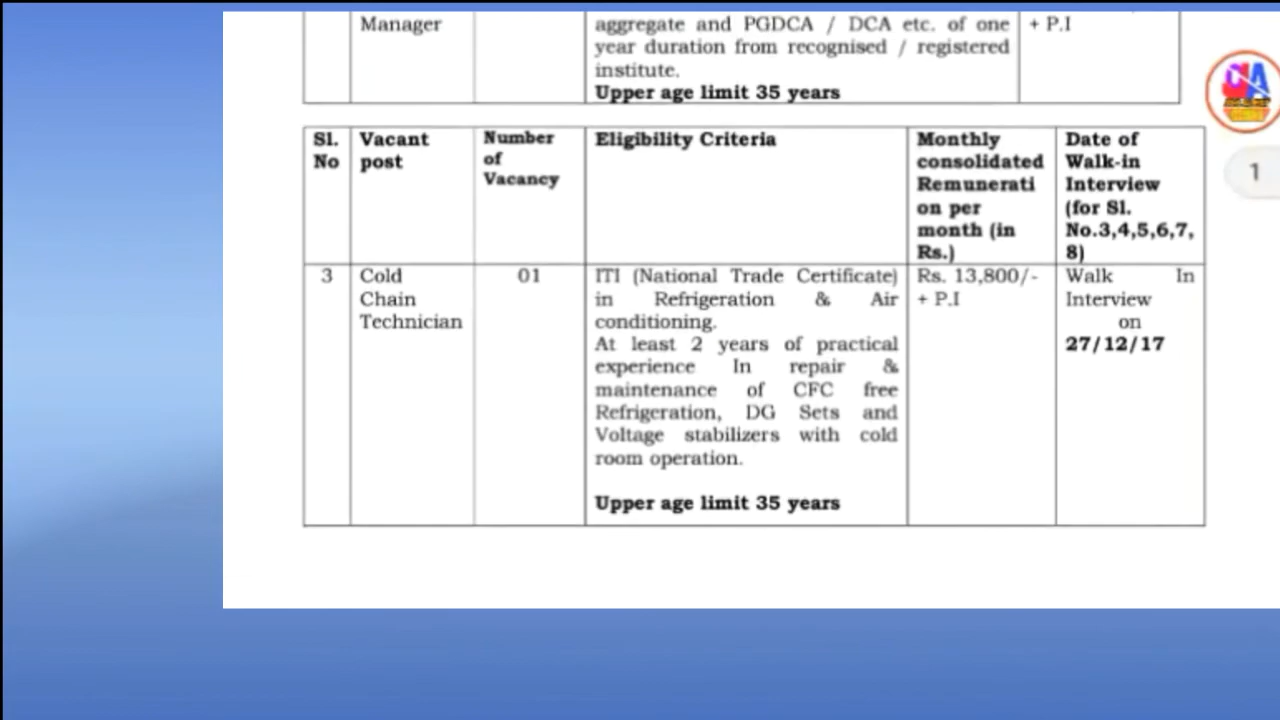 Manager
aggregate and PGDCA / DCA etc. of one
year duration from recognised / registered
institute.
Upper age limit 35 years
+ P.I
Sl.
No
Vacant
post
Number
of
Vacancy
Eligibility Criteria
Monthly
consolidated
Remunerati
on per
month (in
Rs.)
Date of
Walk-in
Interview
(for Sl.
No.3,4,5,6,7,
8)
3
Cold
Chain
Technician
01
ITI (National Trade Certificate)
in Refrigeration & Air
conditioning.
At least 2 years of practical
experience In repair &
maintenance of CFC free
Refrigeration, DG Sets and
Voltage stabilizers with cold
room operation.
Upper age limit 35 years
Rs. 13,800/-
+ P.I
Walk In
Interview
on
27/12/17
1